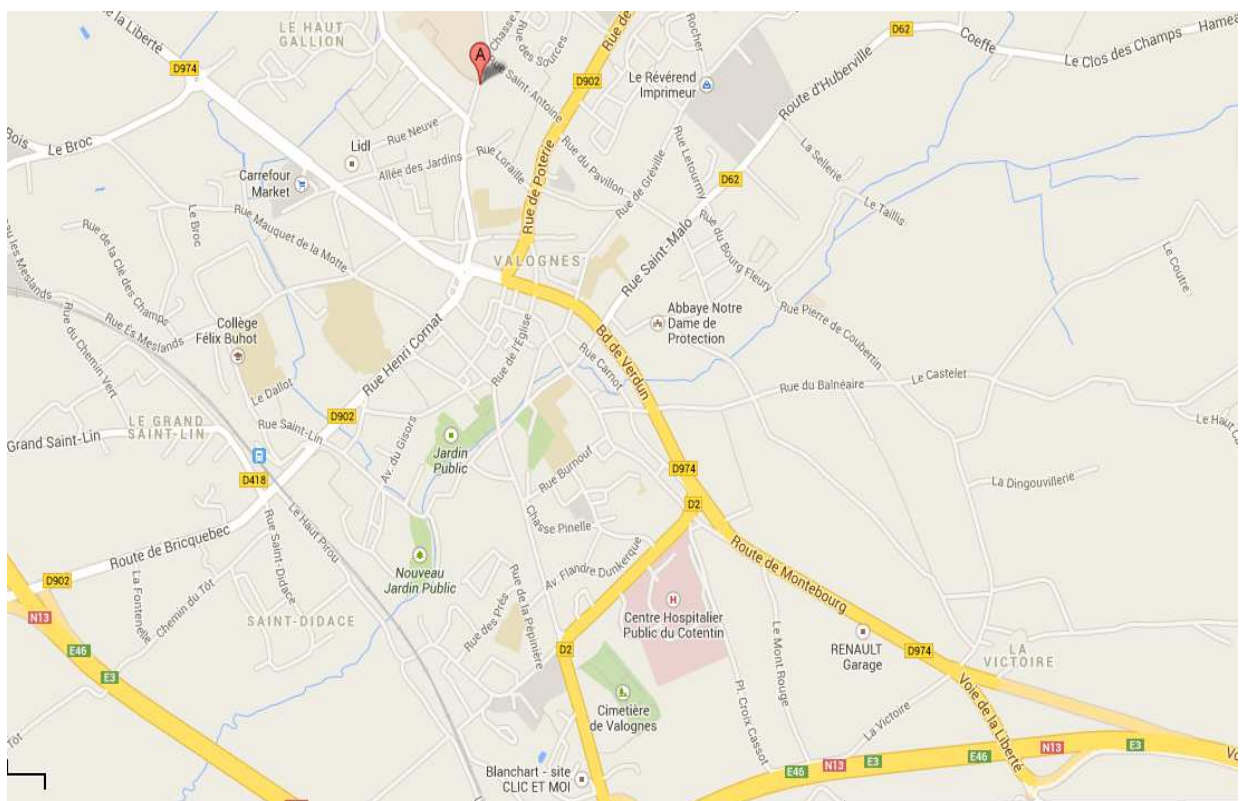 de la Liberté
LE HAUT
GALLION
Chasse
Rue des Sources
Rue de
Rocher
D62
Coeffe
Le Clos des Champs
Hamea
D974
A
Rue Saint-Antoine
D902
Le Révérend
Imprimeur
Route d'Huberville
Bois
Le Broc
Rue Neuve
Lidl
Allée des Jardins
Rue Loraille
Rue du Pavillon
Rue de Gréville
Rue Letourmy
La Sellerie
Carrefour
Market
D62
Le Taillis
Rue de Poterie
Le Broc
Rue Mauquet de la Motte
Rue de la Clé des Champs
au les Meslands
Rue Saint-Malo
Rue du Bourg Fleury
Le Coutre
VALOGNES
Rue Ès Meslands
Rue du Chemin Vert
Collège
Félix Buhot
Rue Henri Cornat
Rue de l'Église
Bd de Verdun
Abbaye Notre
Dame de
Protection
Rue Pierre de Coubertin
Rue Carnot
Le Dallot
Rue du Balnéaire
Le Castelet
D902
LE GRAND
SAINT-LIN
Grand Saint-Lin
Rue Saint-Lin
Av. du Gisors
Jardin
Public
Le Haut
D418
Rue Burnouf
D974
La Dingouvillerie
D2
Le Haut Pirou
Chasse Pinelle
Rue Saint-Didace
Route de Bricquebec
Route de Montebourg
Nouveau
Jardin Public
Av. Flandre Dunkerque
D902
La Fontenelle
Chemin du Tôt
Rue de la Pépinière
Centre Hospitalier
Public du Cotentin
N13
SAINT-DIDACE
Rue des Prés
Le Mont Rouge
RENAULT
Garage
D974
LA
VICTOIRE
E46
D2
E3
Cimetière
de Valognes
Pl. Croix Cassot
La Victoire
Voie de la Liberté
Tôt
Blanchart - site
CLIC ET MOI
E46
N13
E3
E46
N13
E3